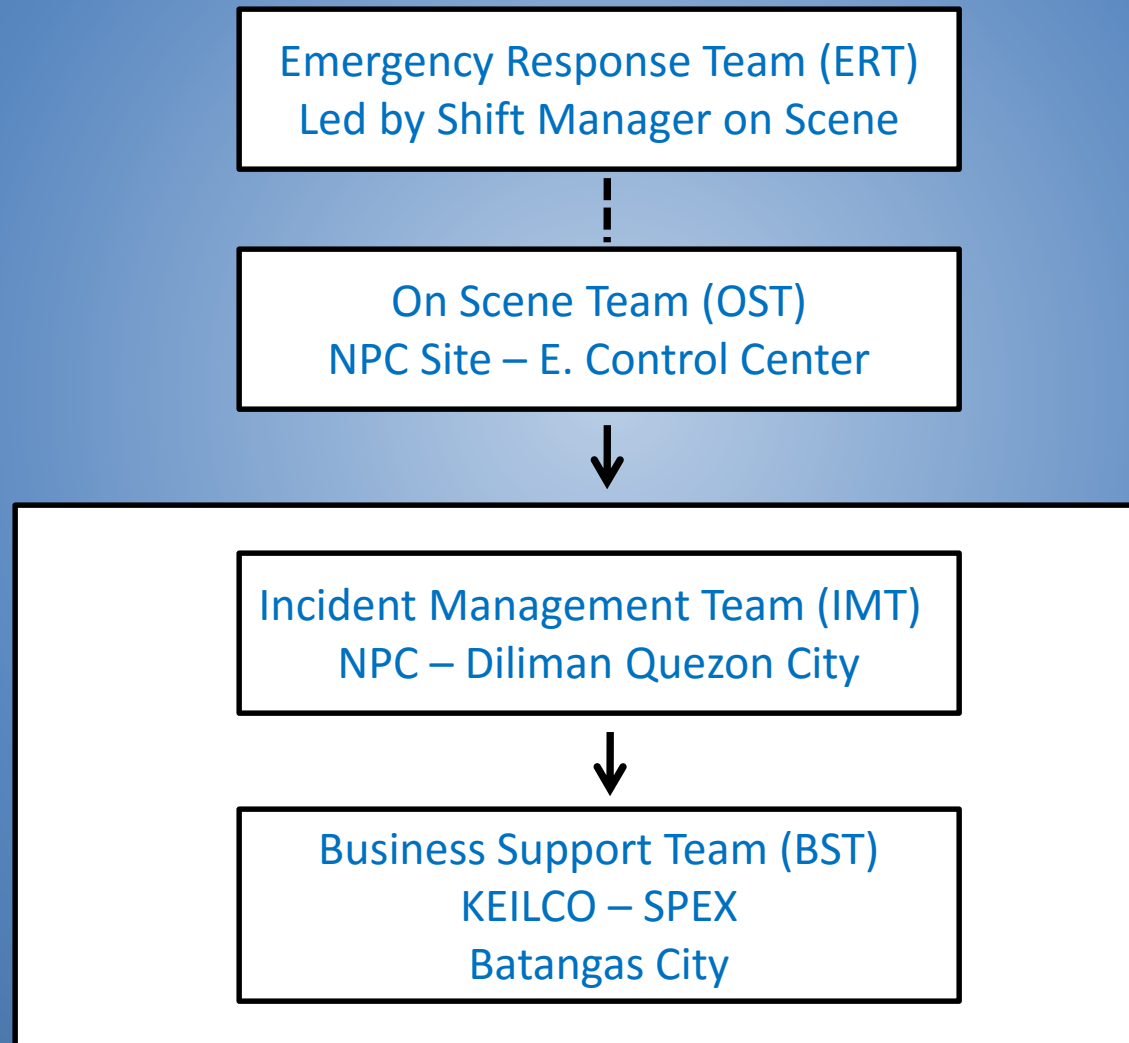 Emergency Response Team (ERT)
Led by Shift Manager on Scene
On Scene Team (OST)
NPC Site – E. Control Center
Incident Management Team (IMT)
NPC – Diliman Quezon City
Business Support Team (BST)
KEILCO – SPEX
Batangas City